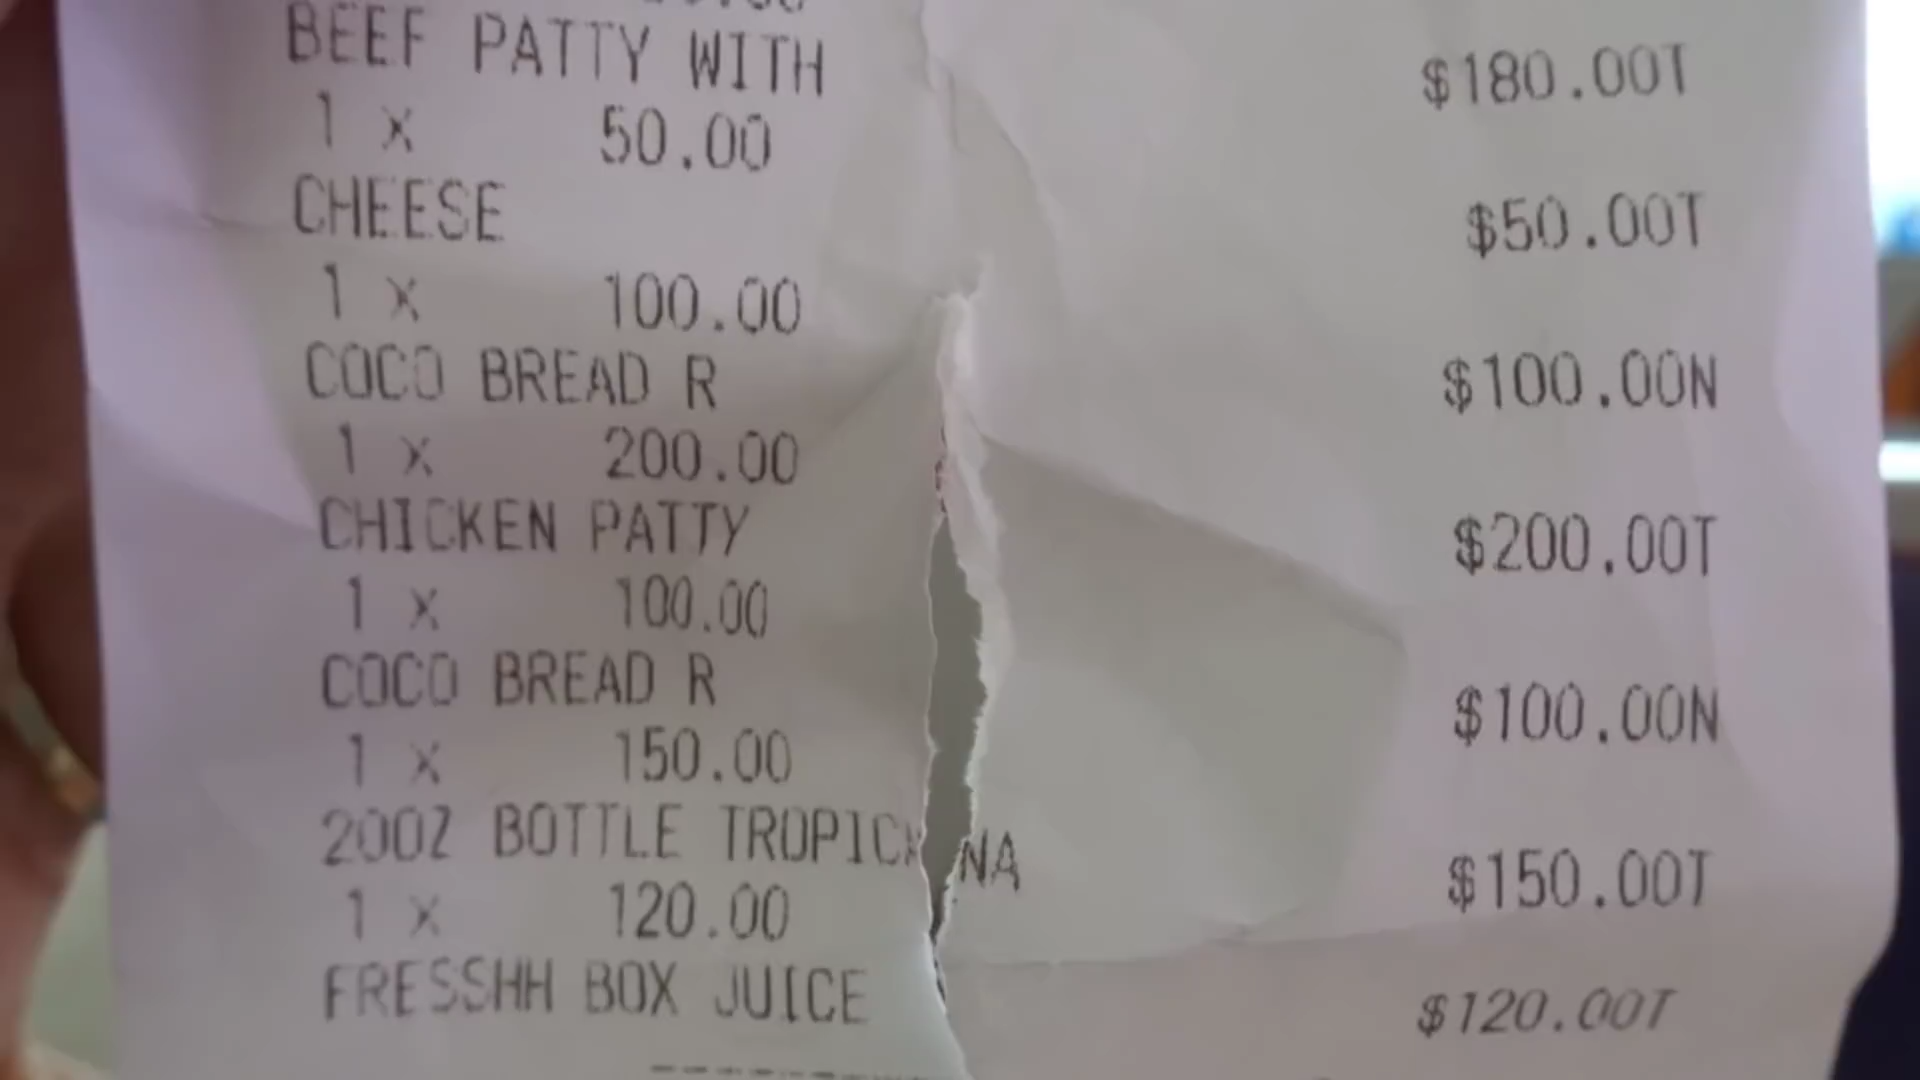 BEEF PATTY WITH $180.00T
1 x 50.00
CHEESE $50.00T
1 x 100.00
COCO BREAD R $100.00N
1 x 200.00
CHICKEN PATTY $200.00T
1 x 100.00
COCO BREAD R $100.00N
1 x 150.00
20OZ BOTTLE TROPICANA $150.00T
1 x 120.00
FRESSHH BOX JUICE $120.00T